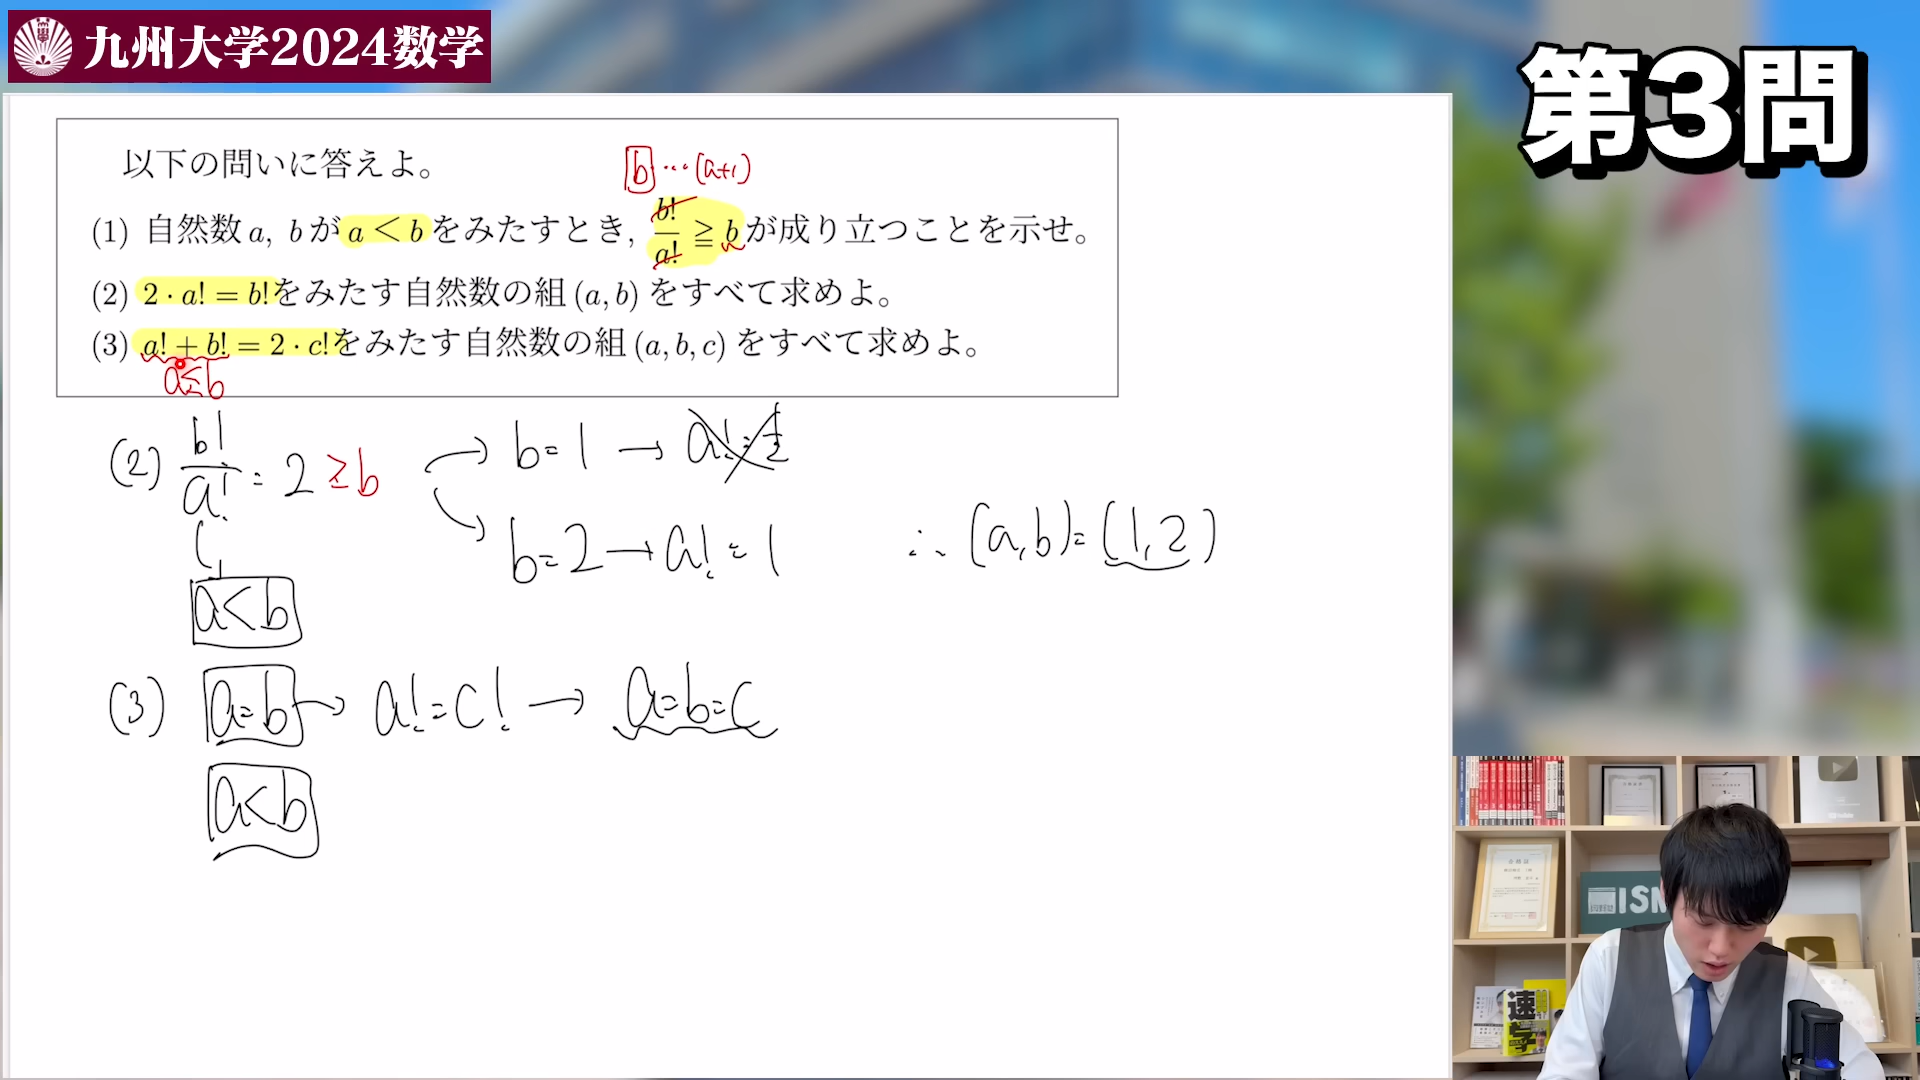 九州大学2024数学
第3問
以下の問いに答えよ。
b ··· (a+1)
(1) 自然数 a, b が a < b をみたすとき, b!/a! ≧ b が成り立つことを示せ。
(2) 2 · a! = b! をみたす自然数の組 (a, b) をすべて求めよ。
(3) a! + b! = 2 · c! をみたす自然数の組 (a, b, c) をすべて求めよ。
a≤b
(2) b!/a! = 2 ≥ b
b=1 → a!=1/2
b=2 → a!=1
∴ (a,b)=(1,2)
a<b
(3) a=b → a!=c! → a=b=c
a<b
ISM
速